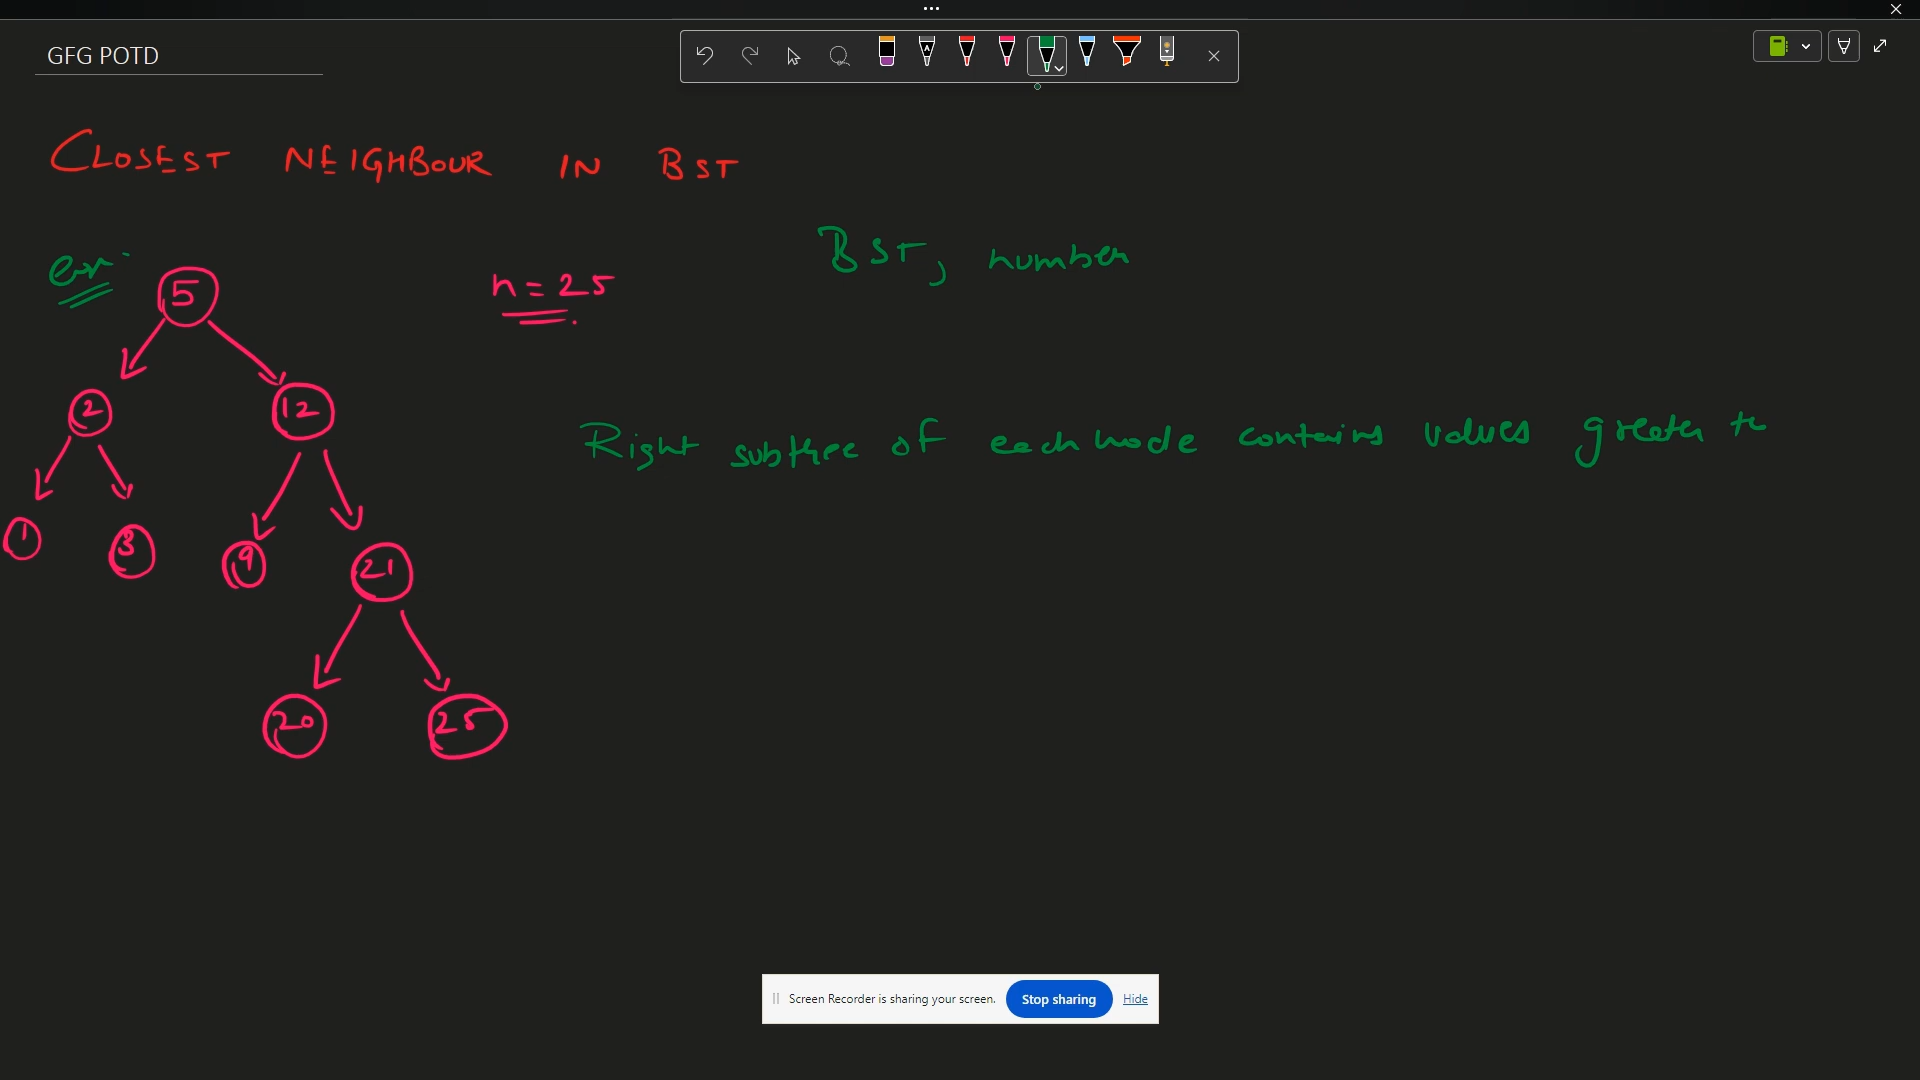 GFG POTD
CLOSEST NEIGHBOUR IN BST
ex:
BST, number
n = 25
5
2
12
Right subtree of each node contains values greater th
1
3
9
21
20
25
Screen Recorder is sharing your screen.
Stop sharing
Hide